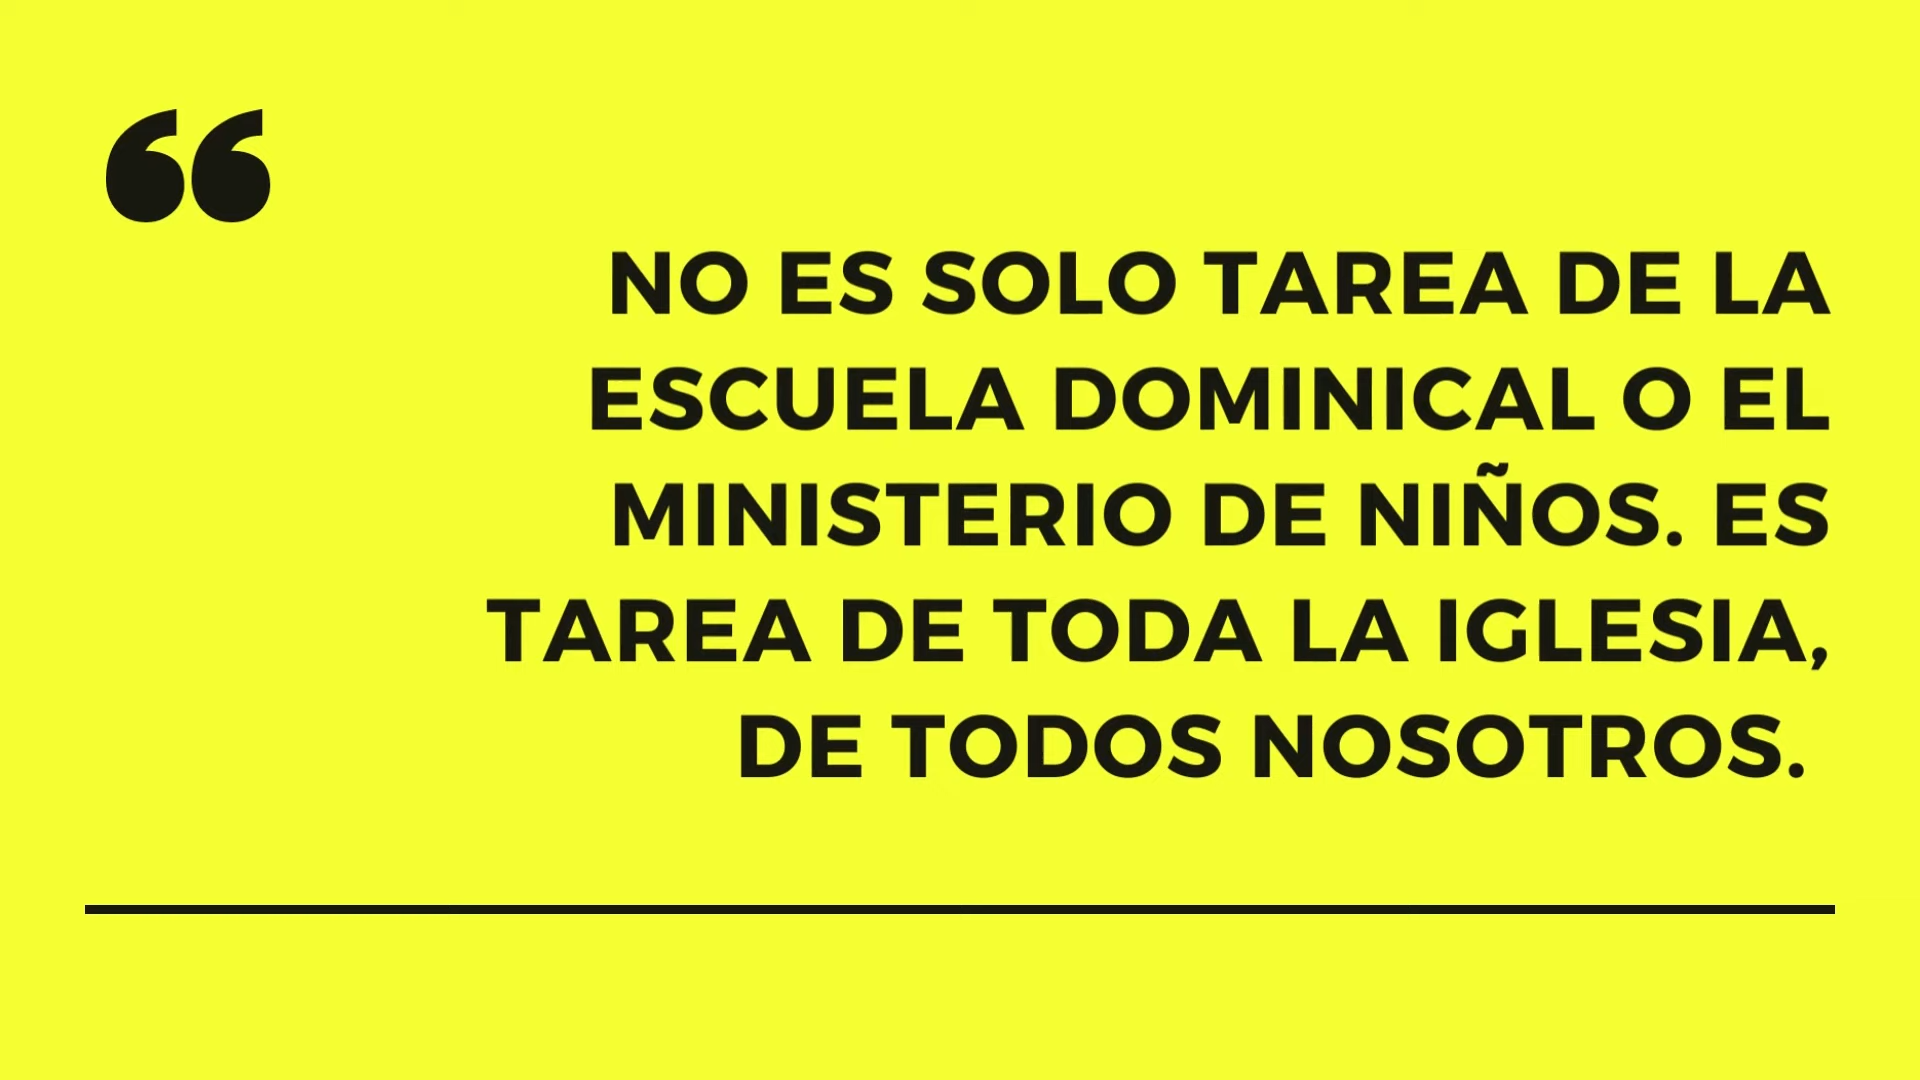 “
NO ES SOLO TAREA DE LA
ESCUELA DOMINICAL O EL
MINISTERIO DE NIÑOS. ES
TAREA DE TODA LA IGLESIA,
DE TODOS NOSOTROS.